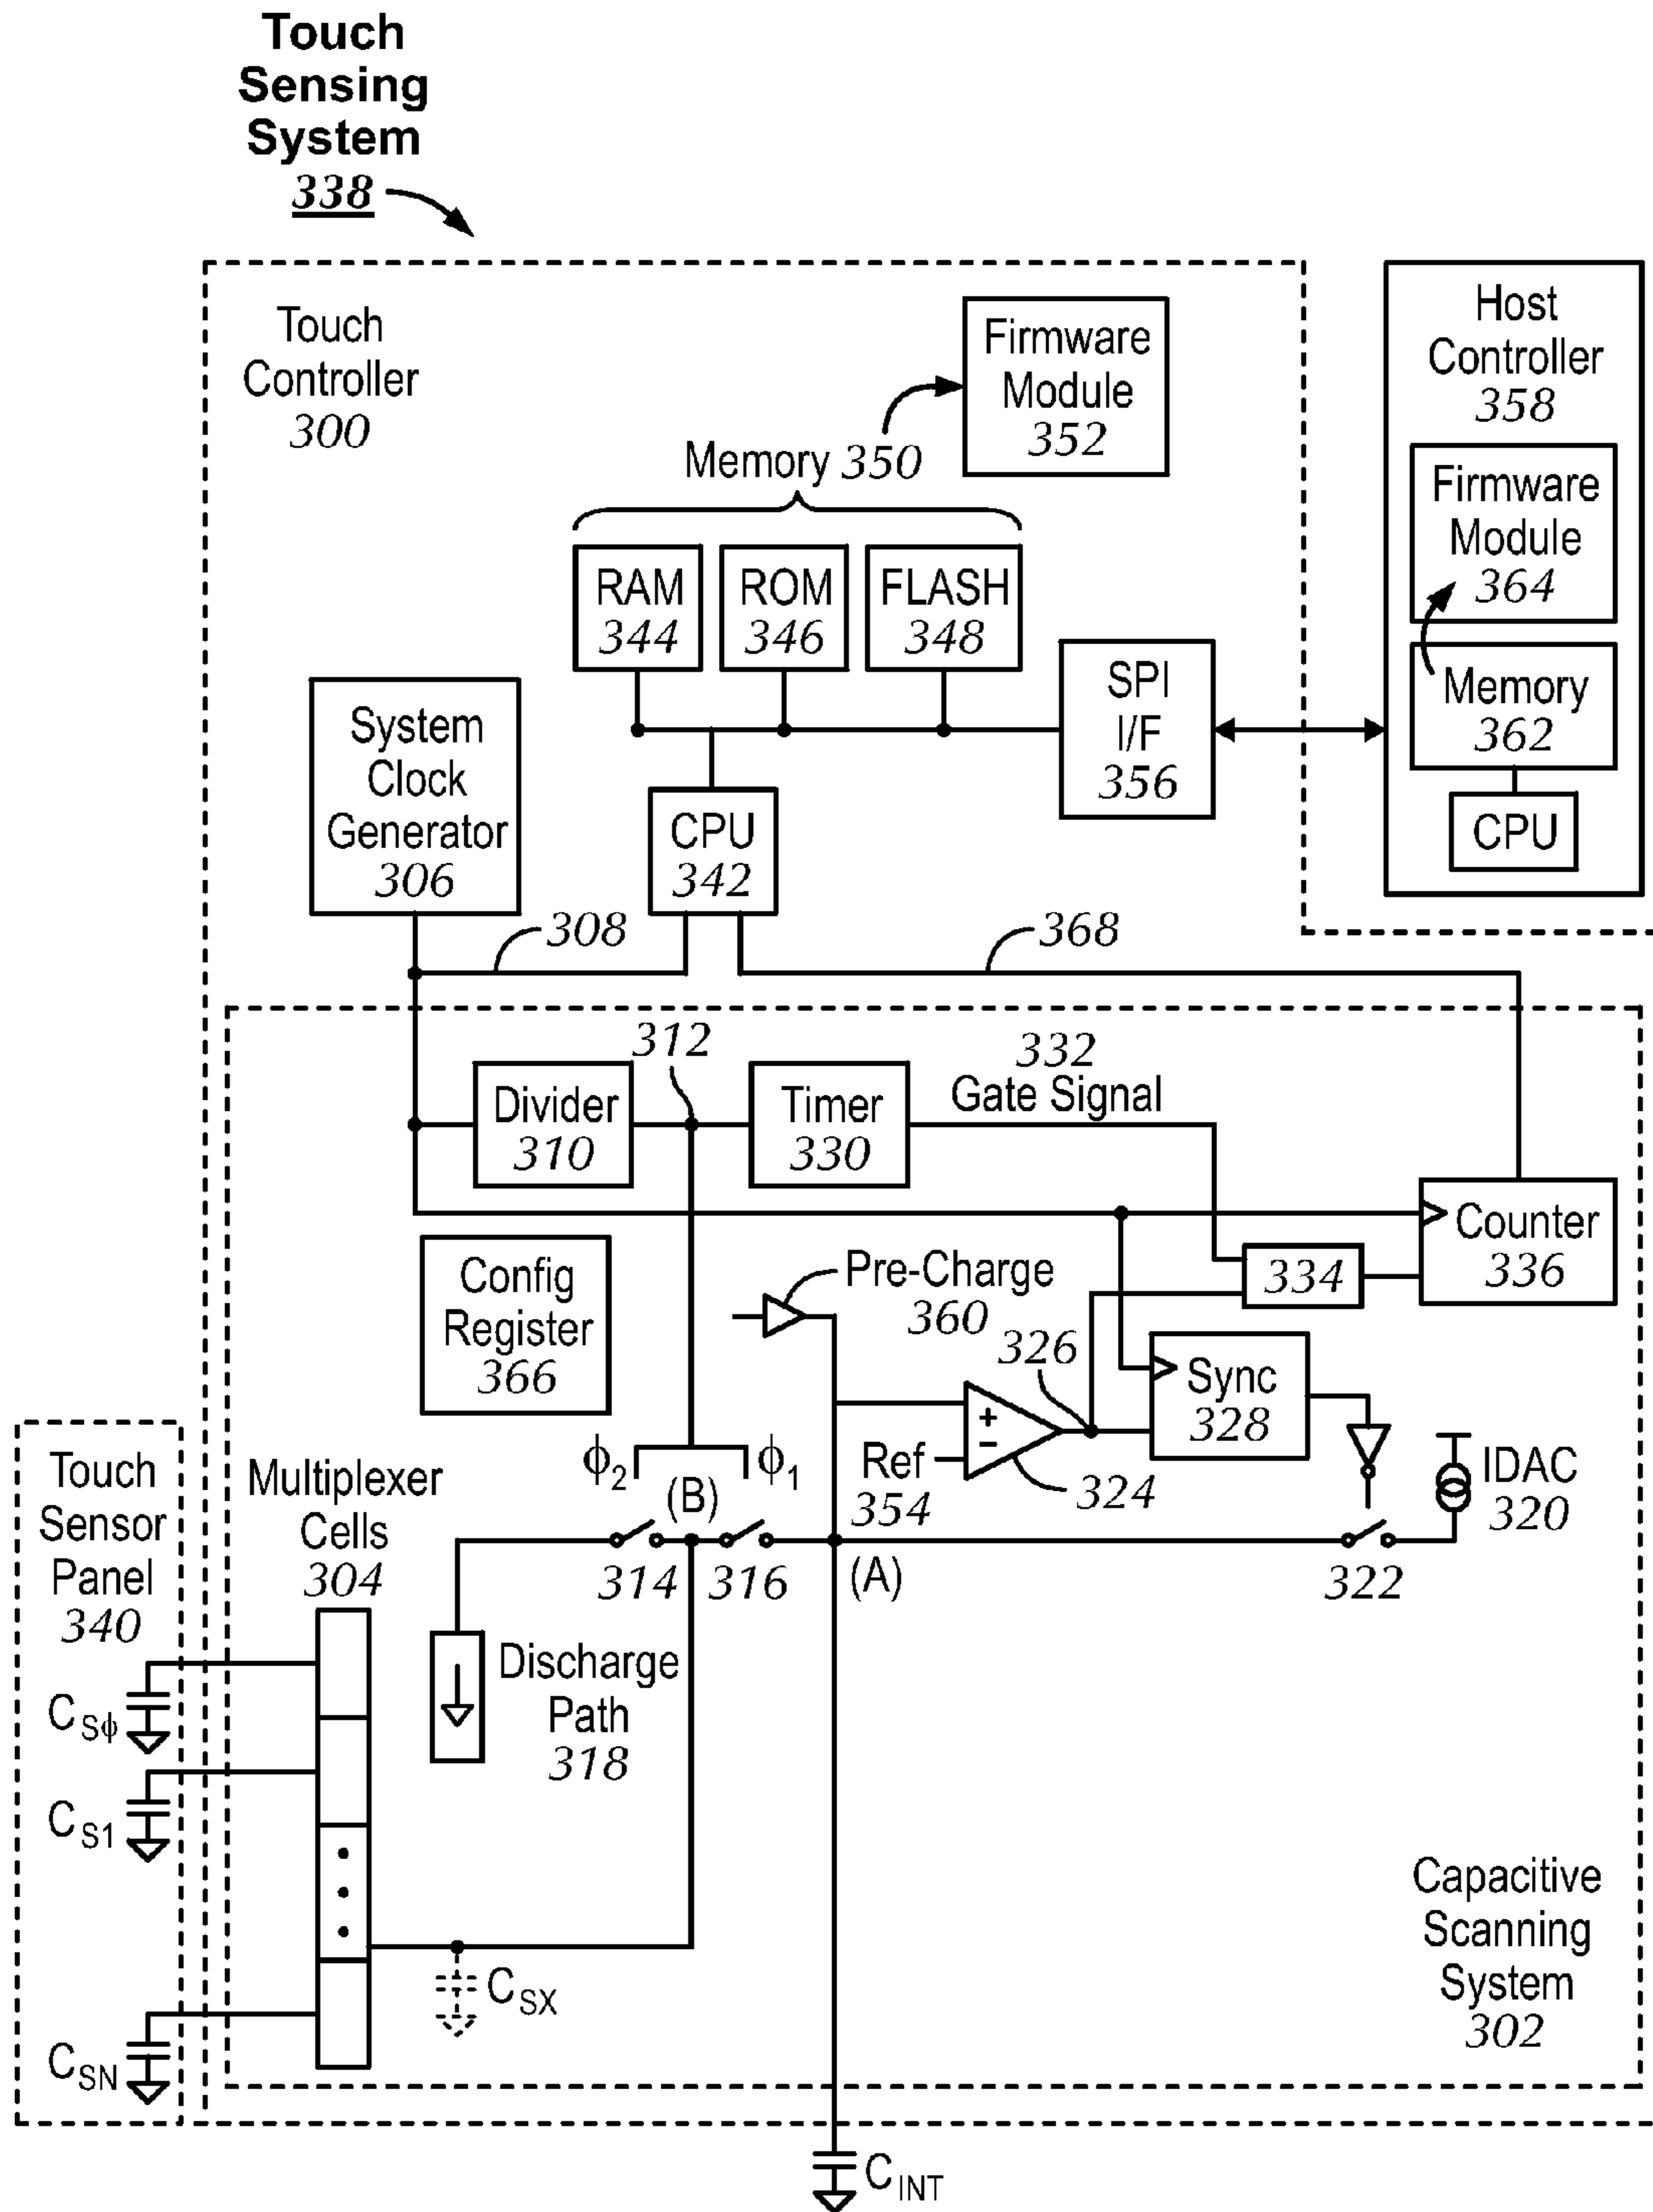 Touch
Sensing
System
338
Touch
Controller
300
Firmware
Module
352
Memory 350
RAM
344
ROM
346
FLASH
348
SPI
I/F
356
Host
Controller
358
Firmware
Module
364
Memory
362
CPU
System
Clock
Generator
306
CPU
342
308
368
312
Divider
310
Timer
330
332
Gate Signal
Counter
336
334
Config
Register
366
Pre-Charge
360
326
Sync
328
+
-
Ref
354
324
IDAC
320
322
ϕ2
ϕ1
(B)
(A)
314
316
Touch
Sensor
Panel
340
Multiplexer
Cells
304
Discharge
Path
318
CSϕ
CS1
CSN
CSX
CINT
Capacitive
Scanning
System
302